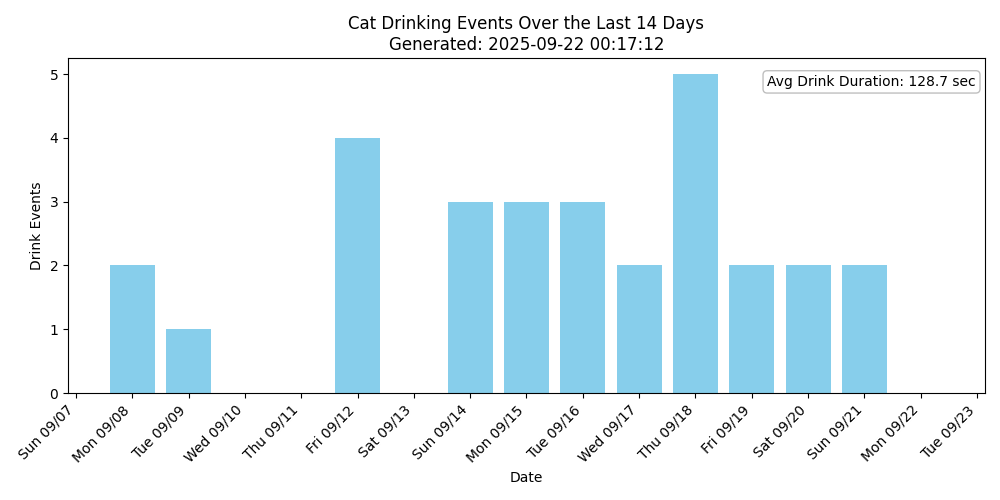 Cat Drinking Events Over the Last 14 Days
Generated: 2025-09-22 00:17:12
Avg Drink Duration: 128.7 sec
Drink Events
5
4
3
2
1
0
Sun 09/07
Mon 09/08
Tue 09/09
Wed 09/10
Thu 09/11
Fri 09/12
Sat 09/13
Sun 09/14
Mon 09/15
Tue 09/16
Wed 09/17
Thu 09/18
Fri 09/19
Sat 09/20
Sun 09/21
Mon 09/22
Tue 09/23
Date